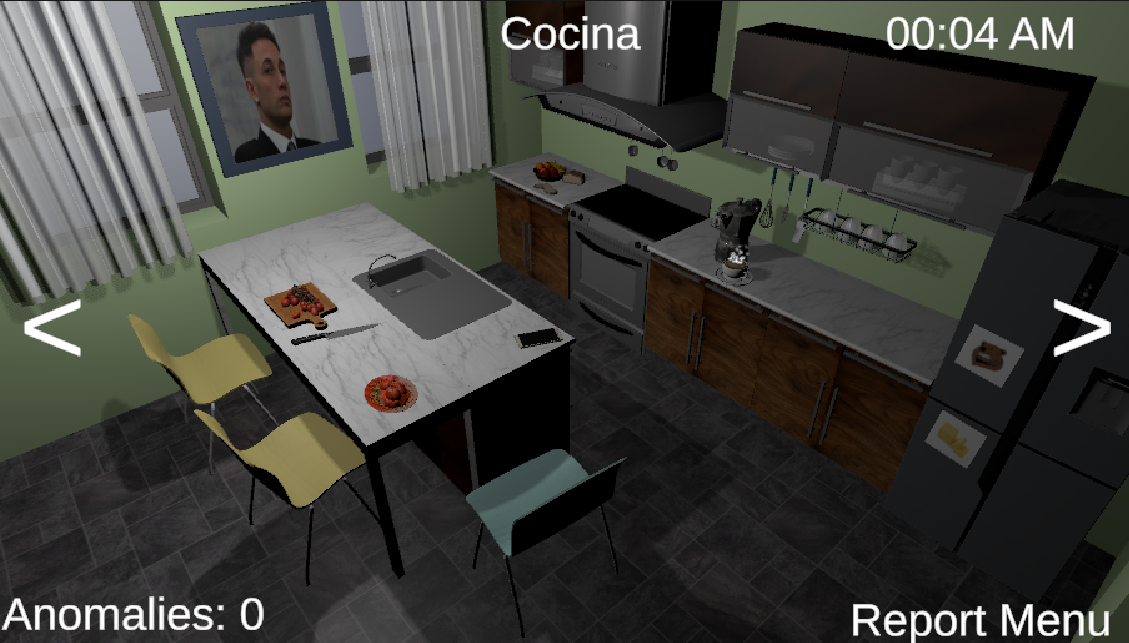 Cocina
00:04 AM
<
>
Anomalies: 0
Report Menu